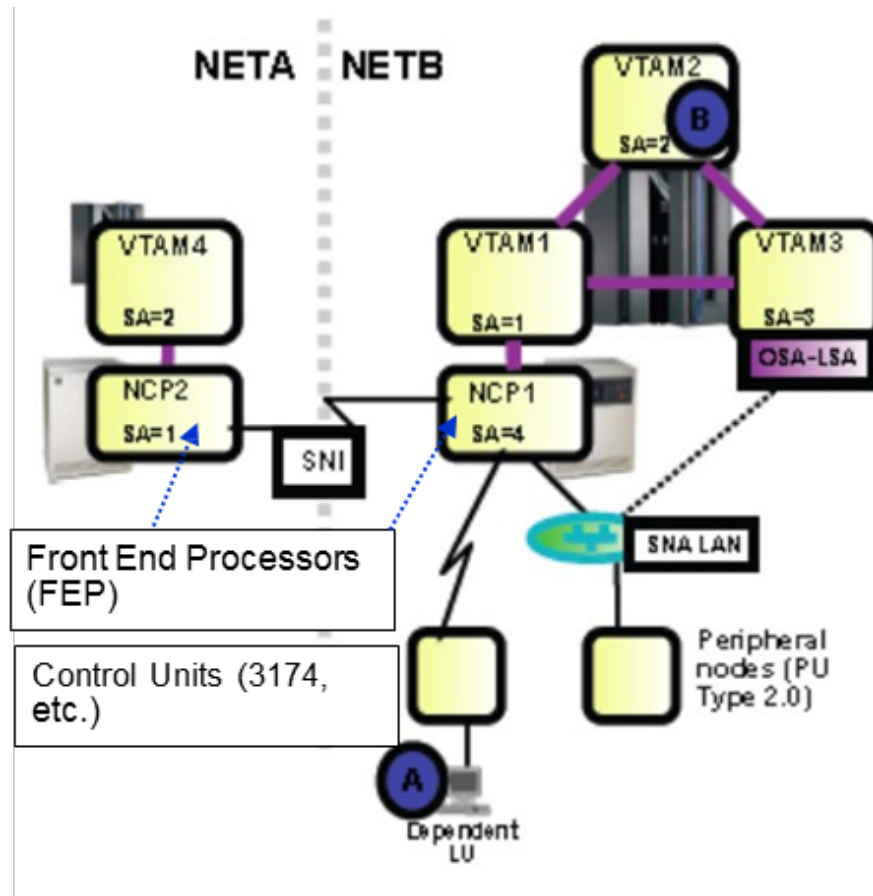 NETA
NETB
VTAM2
B
SA=2
VTAM4
SA=2
VTAM1
SA=1
VTAM3
SA=3
OSA-LSA
NCP2
SA=1
NCP1
SA=4
SNI
Front End Processors
(FEP)
SNA LAN
Control Units (3174,
etc.)
Peripheral
nodes (PU
Type 2.0)
A
Dependent
LU